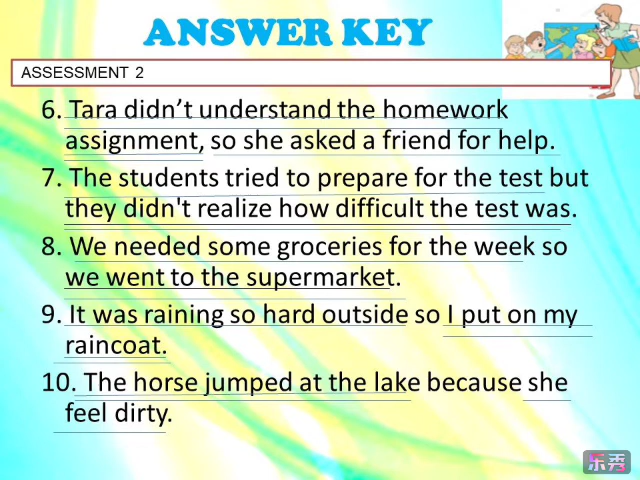 ANSWER KEY
ASSESSMENT 2
6. Tara didn’t understand the homework
assignment, so she asked a friend for help.
7. The students tried to prepare for the test but
they didn't realize how difficult the test was.
8. We needed some groceries for the week so
we went to the supermarket.
9. It was raining so hard outside so I put on my
raincoat.
10. The horse jumped at the lake because she
feel dirty.
乐秀